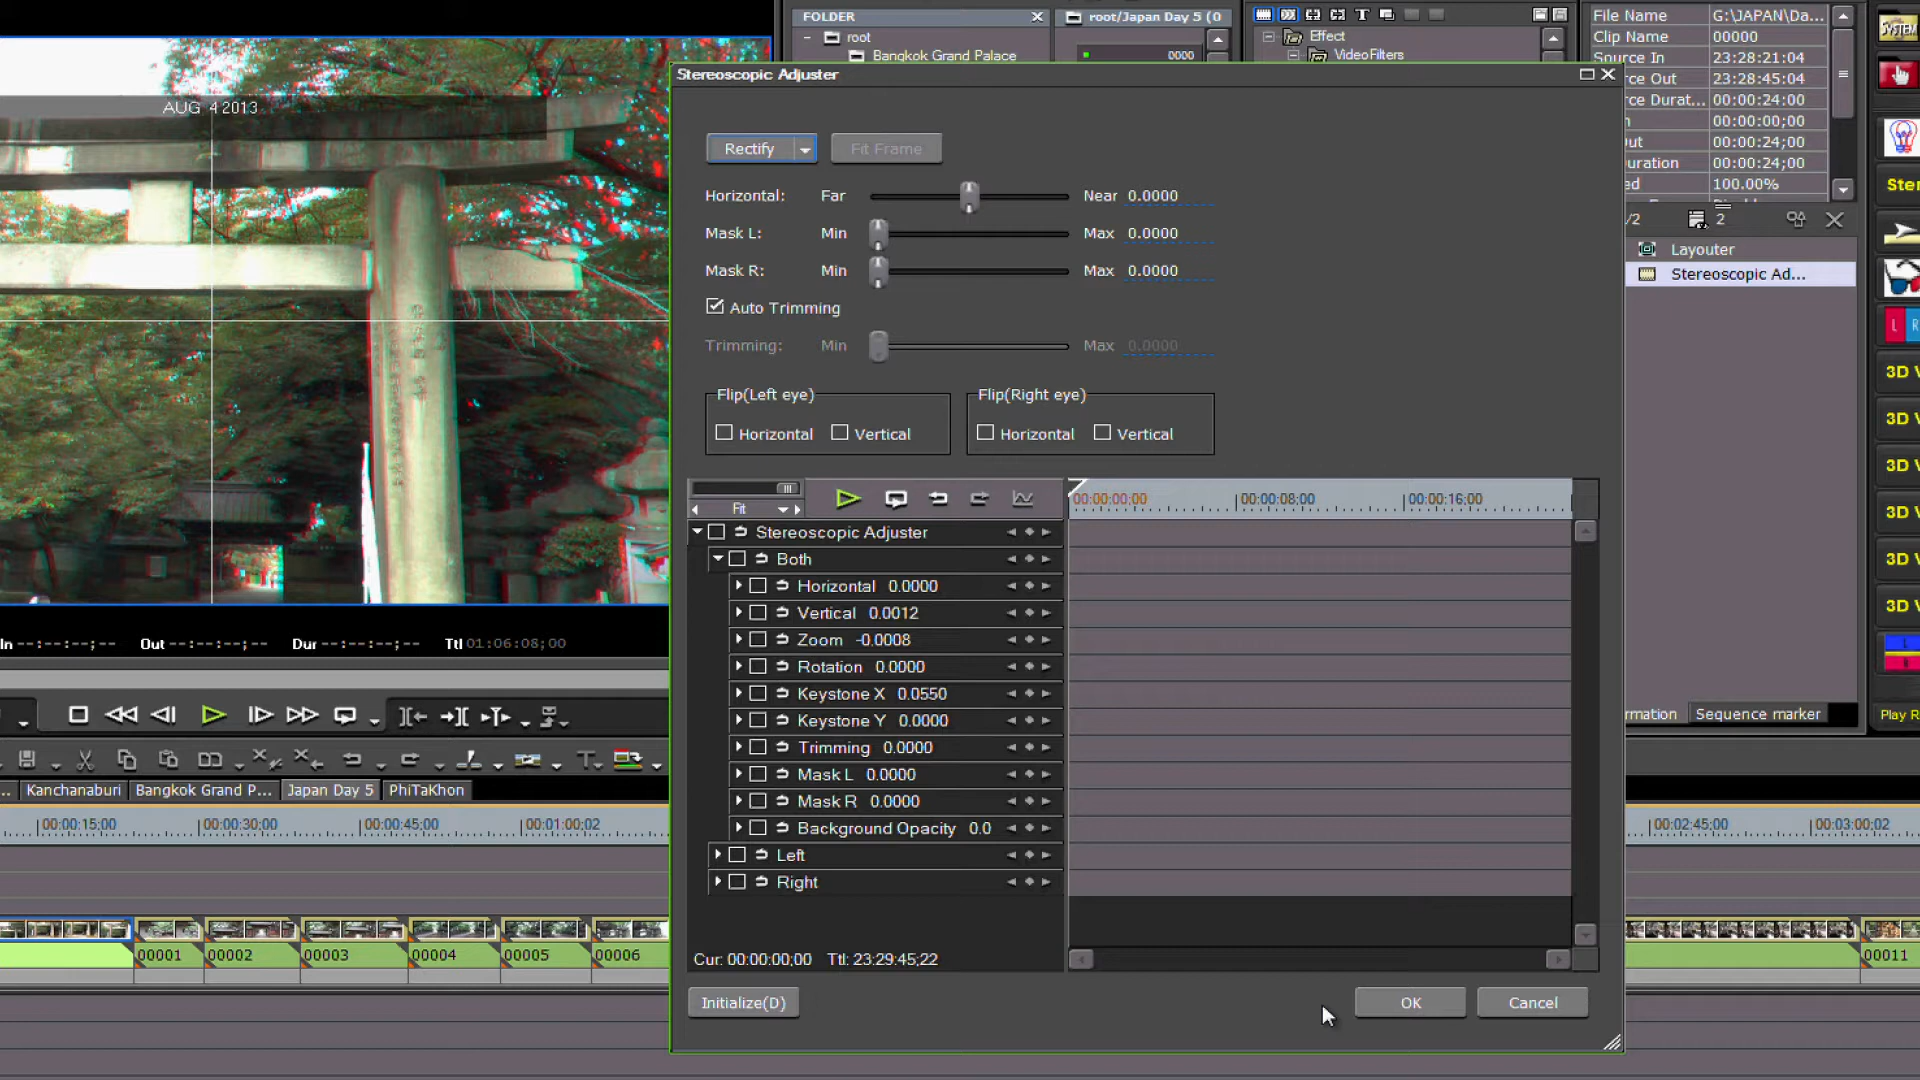 FOLDER
root
Bangkok Grand Palace
root/Japan Day 5 (0
0000
Effect
VideoFilters
File Name G:\JAPAN\Da...
Clip Name 00000
Source In 23:28:21:04
rce Out 23:28:45:04
rce Durat... 00:00:24:00
n 00:00:00;00
ut 00:00:24;00
uration 00:00:24;00
ed 100.00%
SYSTEM
Ster
/2 2
Layouter
Stereoscopic Ad...
L R
3D V
3D V
3D V
3D V
3D V
3D V
L
R
rmation Sequence marker
Play R
AUG 4 2013
Stereoscopic Adjuster
Rectify Fit Frame
Horizontal: Far Near 0.0000
Mask L: Min Max 0.0000
Mask R: Min Max 0.0000
Auto Trimming
Trimming: Min Max 0.0000
Flip(Left eye) Flip(Right eye)
Horizontal Vertical Horizontal Vertical
Fit
00:00:00;00 00:00:08;00 00:00:16;00
Stereoscopic Adjuster
Both
Horizontal 0.0000
Vertical 0.0012
Zoom -0.0008
Rotation 0.0000
Keystone X 0.0550
Keystone Y 0.0000
Trimming 0.0000
Mask L 0.0000
Mask R 0.0000
Background Opacity 0.0
Left
Right
Cur: 00:00:00;00 Ttl: 23:29:45;22
Initialize(D) OK Cancel
In --:--:--;-- Out --:--:--;-- Dur --:--:--;-- Ttl 01:06:08;00
... Kanchanaburi Bangkok Grand P... Japan Day 5 PhiTaKhon
00:00:15;00 00:00:30;00 00:00:45;00 00:01:00;02 00:02:45;00 00:03:00;02
00001 00002 00003 00004 00005 00006 00011